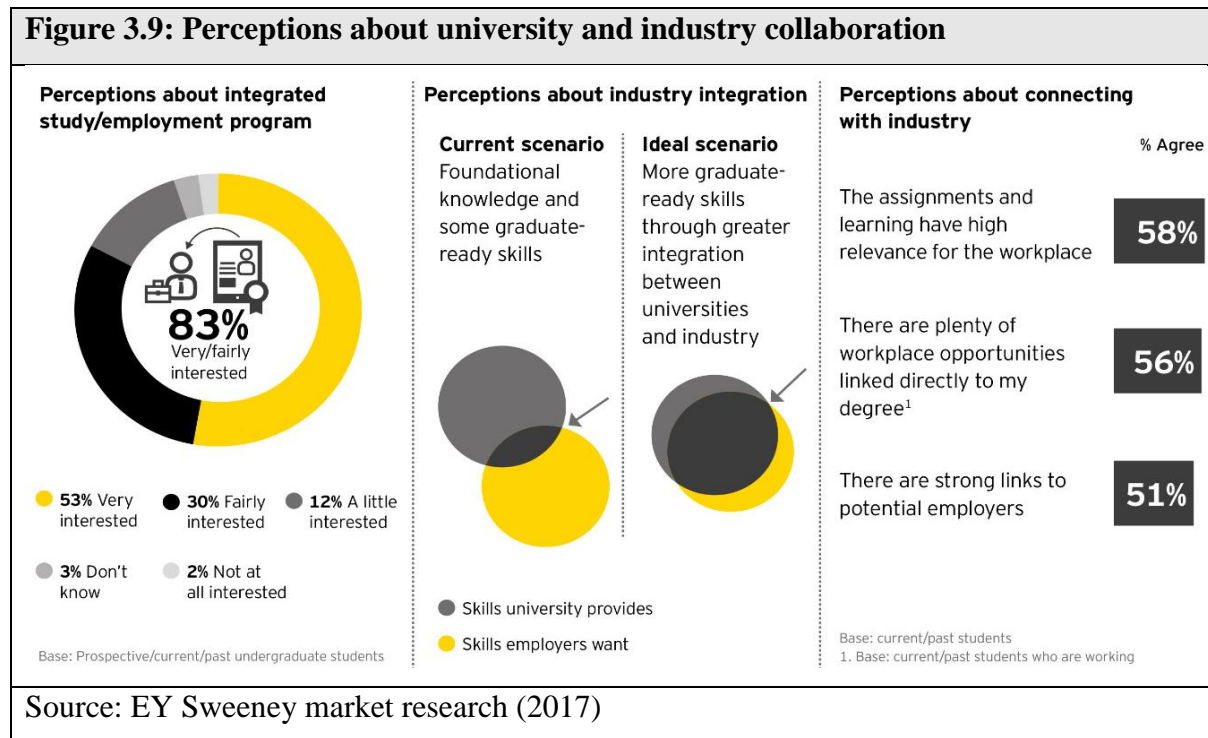 Figure 3.9: Perceptions about university and industry collaboration
Perceptions about integrated
study/employment program
83%
Very/fairly
interested
53% Very
interested
30% Fairly
interested
12% A little
interested
3% Don't
know
2% Not at
all interested
Base: Prospective/current/past undergraduate students
Perceptions about industry integration
Current scenario
Foundational
knowledge and
some graduate-
ready skills
Ideal scenario
More graduate-
ready skills
through greater
integration
between
universities
and industry
Skills university provides
Skills employers want
Perceptions about connecting
with industry
% Agree
The assignments and
learning have high
relevance for the workplace
58%
There are plenty of
workplace opportunities
linked directly to my
degree¹
56%
There are strong links to
potential employers
51%
Base: current/past students
1. Base: current/past students who are working
Source: EY Sweeney market research (2017)